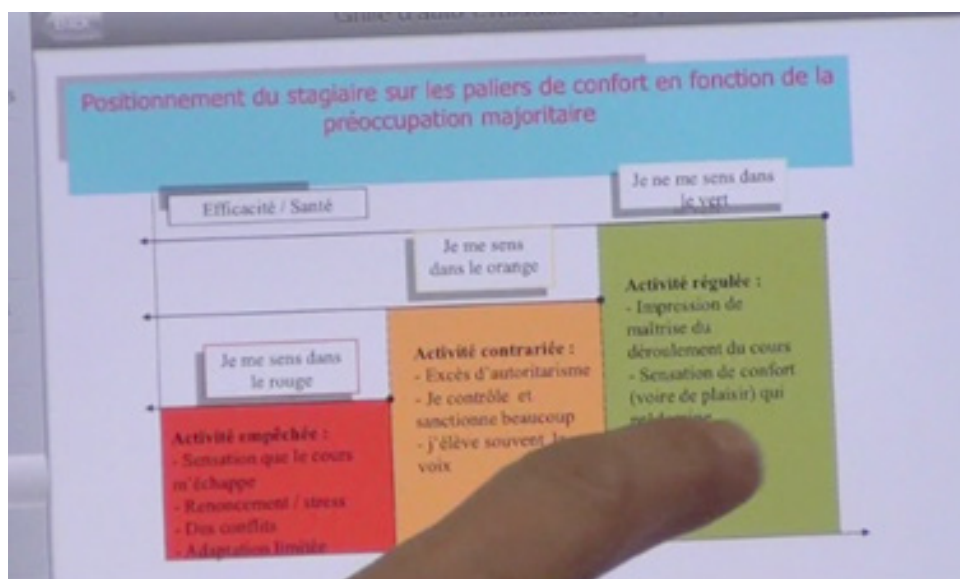 Positionnement du stagiaire sur les paliers de confort en fonction de la
préoccupation majoritaire
Efficacité / Santé
Je ne me sens dans
le vert
Je me sens
dans le orange
Je me sens dans
le rouge
Activité empêchée :
- Sensation que le cours
m'échappe
- Renoncement / stress
- Des conflits
- Adaptation limitée
Activité contrariée :
- Excès d'autoritarisme
- Je contrôle et
sanctionne beaucoup
- j'élève souvent la
voix
Activité régulée :
- Impression de
maîtrise du
déroulement du cours
- Sensation de confort
(voire de plaisir) qui